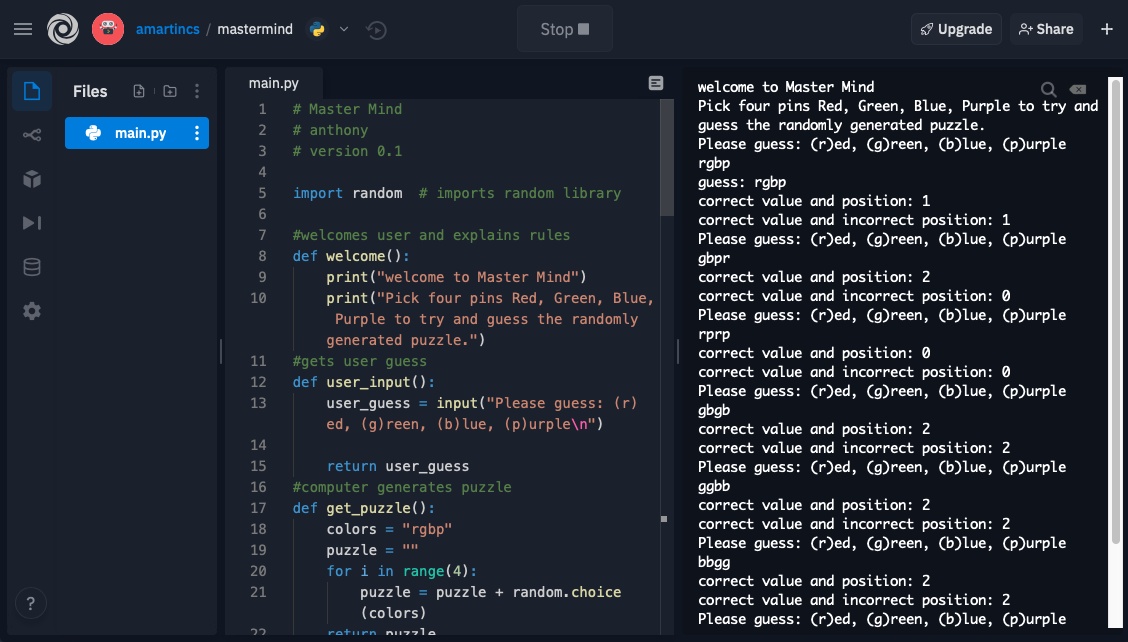 amartincs / mastermind
Stop
Upgrade
Share
Files
main.py
main.py
1 # Master Mind
2 # anthony
3 # version 0.1
4
5 import random  # imports random library
6
7 #welcomes user and explains rules
8 def welcome():
9     print("welcome to Master Mind")
10     print("Pick four pins Red, Green, Blue,
Purple to try and guess the randomly
generated puzzle.")
11 #gets user guess
12 def user_input():
13     user_guess = input("Please guess: (r)
ed, (g)reen, (b)lue, (p)urple\n")
14
15     return user_guess
16 #computer generates puzzle
17 def get_puzzle():
18     colors = "rgbp"
19     puzzle = ""
20     for i in range(4):
21         puzzle = puzzle + random.choice
(colors)
22     return puzzle
?
welcome to Master Mind
Pick four pins Red, Green, Blue, Purple to try and
guess the randomly generated puzzle.
Please guess: (r)ed, (g)reen, (b)lue, (p)urple
rgbp
guess: rgbp
correct value and position: 1
correct value and incorrect position: 1
Please guess: (r)ed, (g)reen, (b)lue, (p)urple
gbpr
correct value and position: 2
correct value and incorrect position: 0
Please guess: (r)ed, (g)reen, (b)lue, (p)urple
rprp
correct value and position: 0
correct value and incorrect position: 0
Please guess: (r)ed, (g)reen, (b)lue, (p)urple
gbgb
correct value and position: 2
correct value and incorrect position: 2
Please guess: (r)ed, (g)reen, (b)lue, (p)urple
ggbb
correct value and position: 2
correct value and incorrect position: 2
Please guess: (r)ed, (g)reen, (b)lue, (p)urple
bbgg
correct value and position: 2
correct value and incorrect position: 2
Please guess: (r)ed, (g)reen, (b)lue, (p)urple